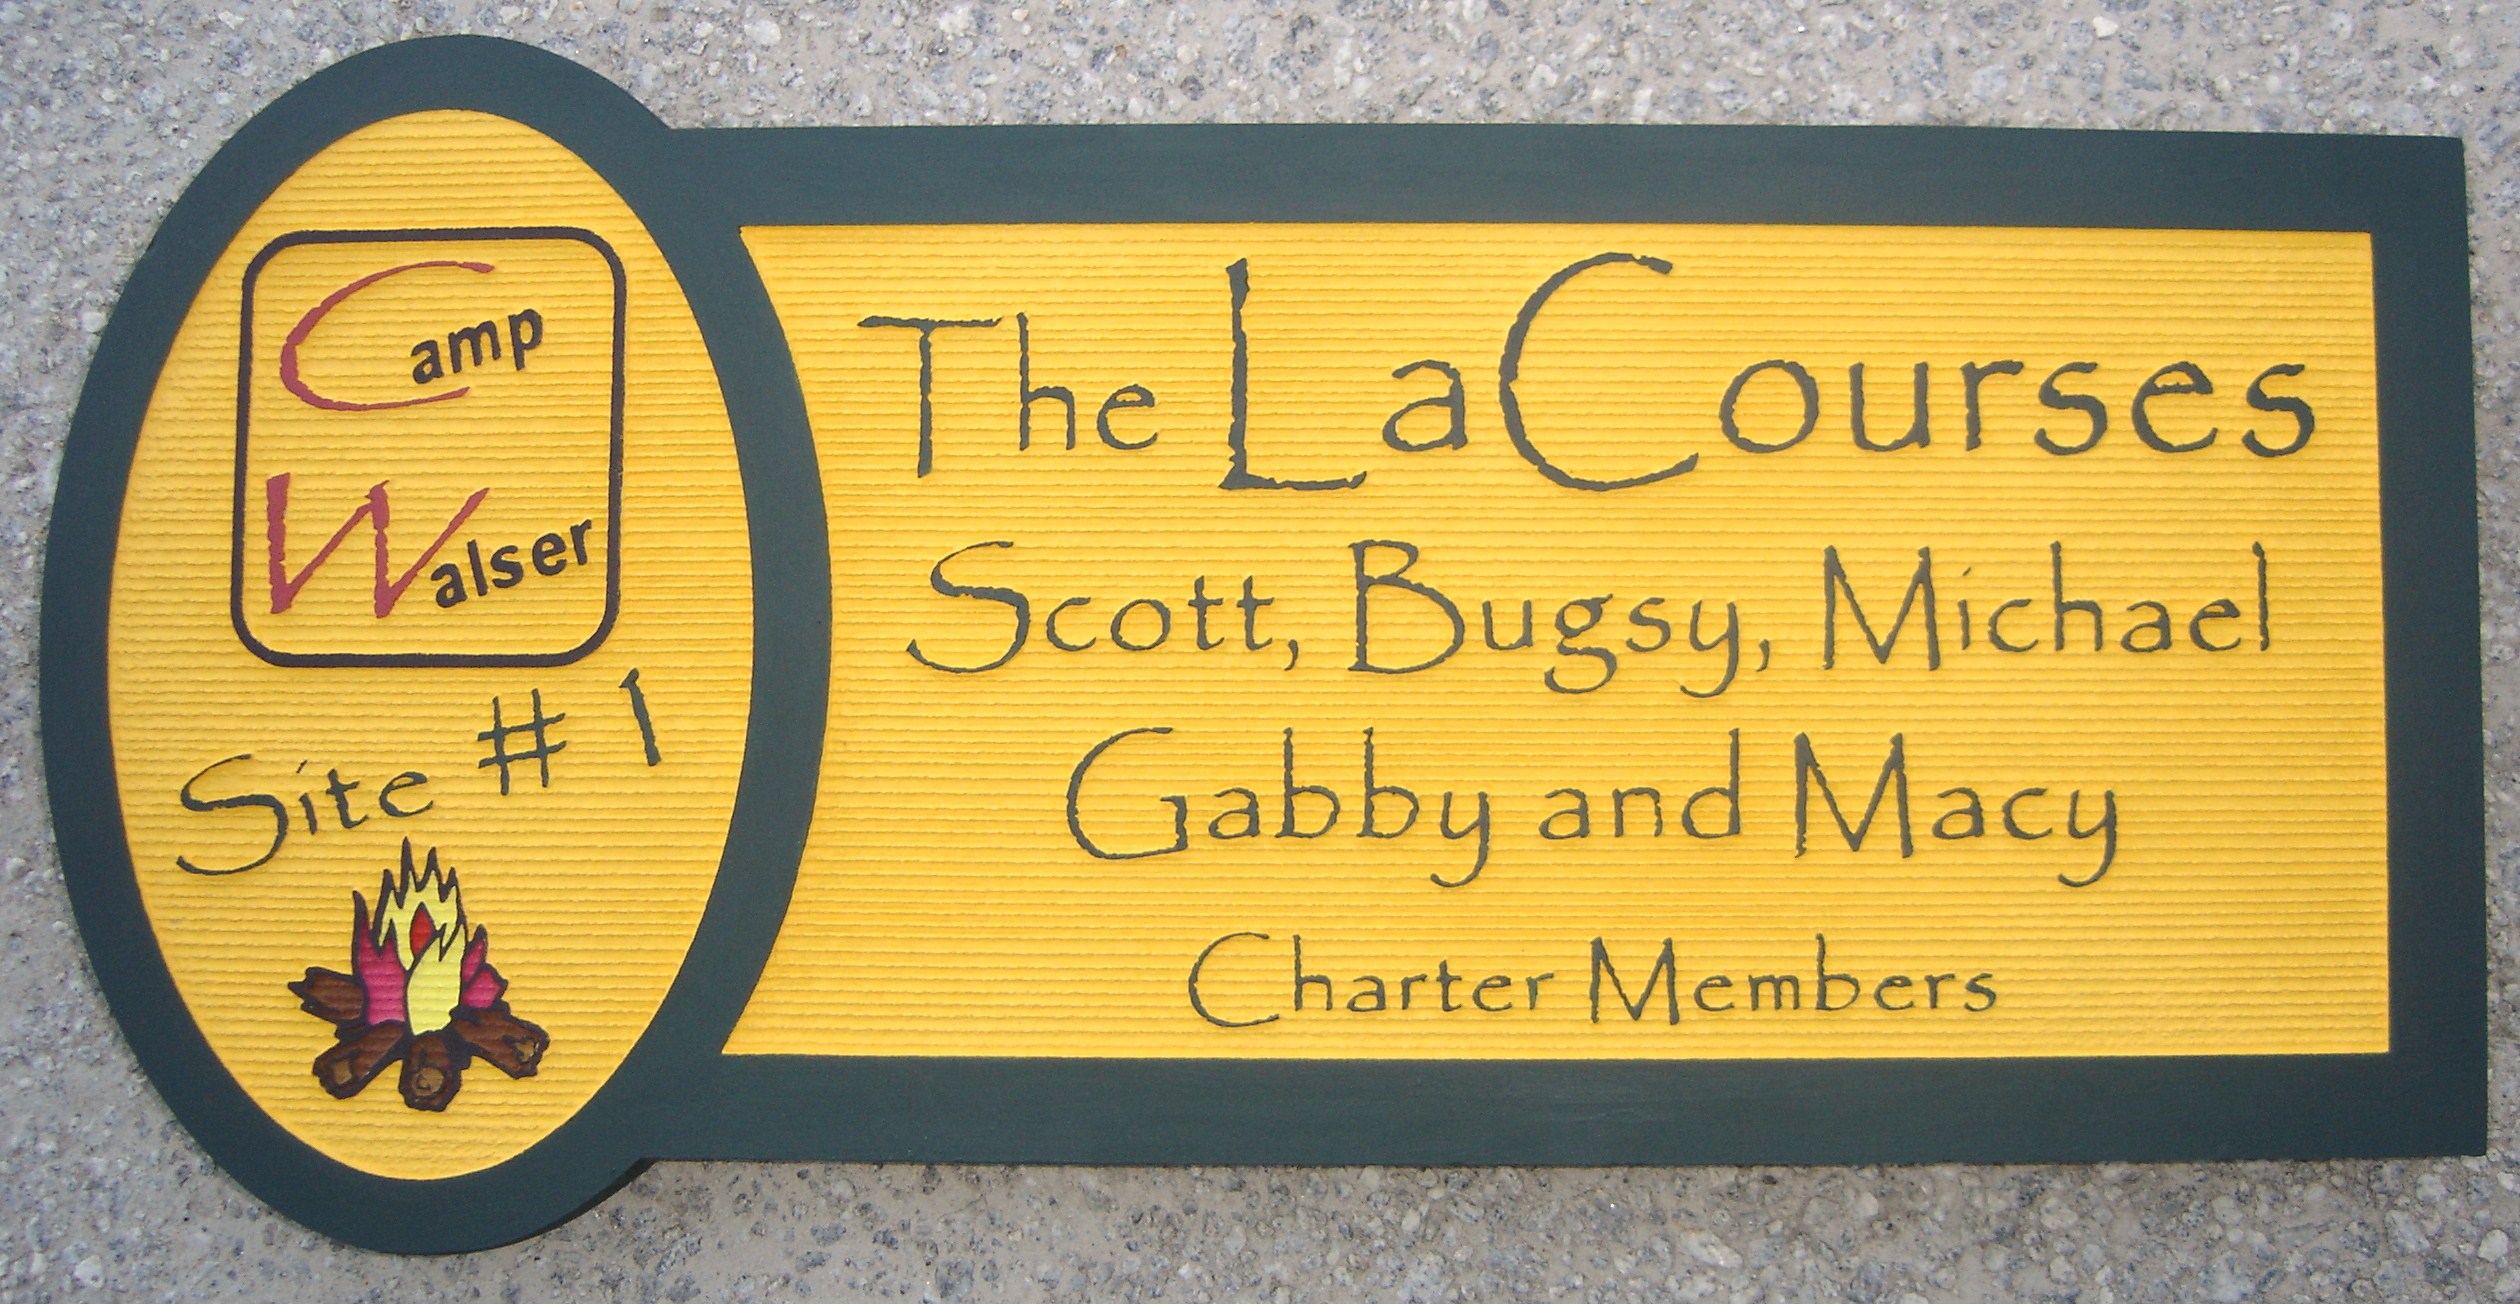 Camp
Walser
Site # 1
The LaCourses
Scott, Bugsy, Michael
Gabby and Macy
Charter Members